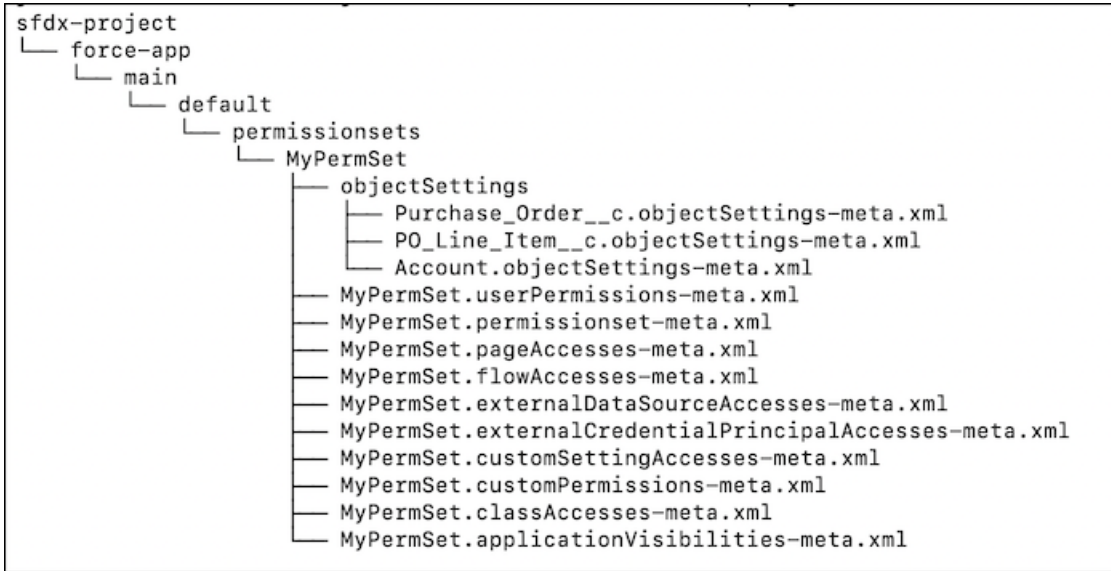 sfdx-project
└── force-app
    └── main
        └── default
            └── permissionsets
                └── MyPermSet
                    ├── objectSettings
                    │   ├── Purchase_Order__c.objectSettings-meta.xml
                    │   ├── PO_Line_Item__c.objectSettings-meta.xml
                    │   └── Account.objectSettings-meta.xml
                    ├── MyPermSet.userPermissions-meta.xml
                    ├── MyPermSet.permissionset-meta.xml
                    ├── MyPermSet.pageAccesses-meta.xml
                    ├── MyPermSet.flowAccesses-meta.xml
                    ├── MyPermSet.externalDataSourceAccesses-meta.xml
                    ├── MyPermSet.externalCredentialPrincipalAccesses-meta.xml
                    ├── MyPermSet.customSettingAccesses-meta.xml
                    ├── MyPermSet.customPermissions-meta.xml
                    ├── MyPermSet.classAccesses-meta.xml
                    └── MyPermSet.applicationVisibilities-meta.xml